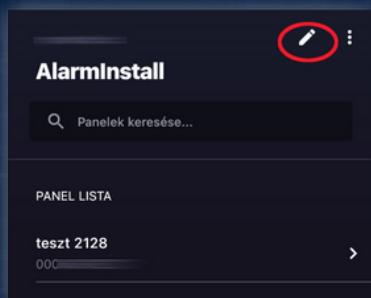 AlarmInstall
Panelek keresése...
PANEL LISTA
teszt 2128
000